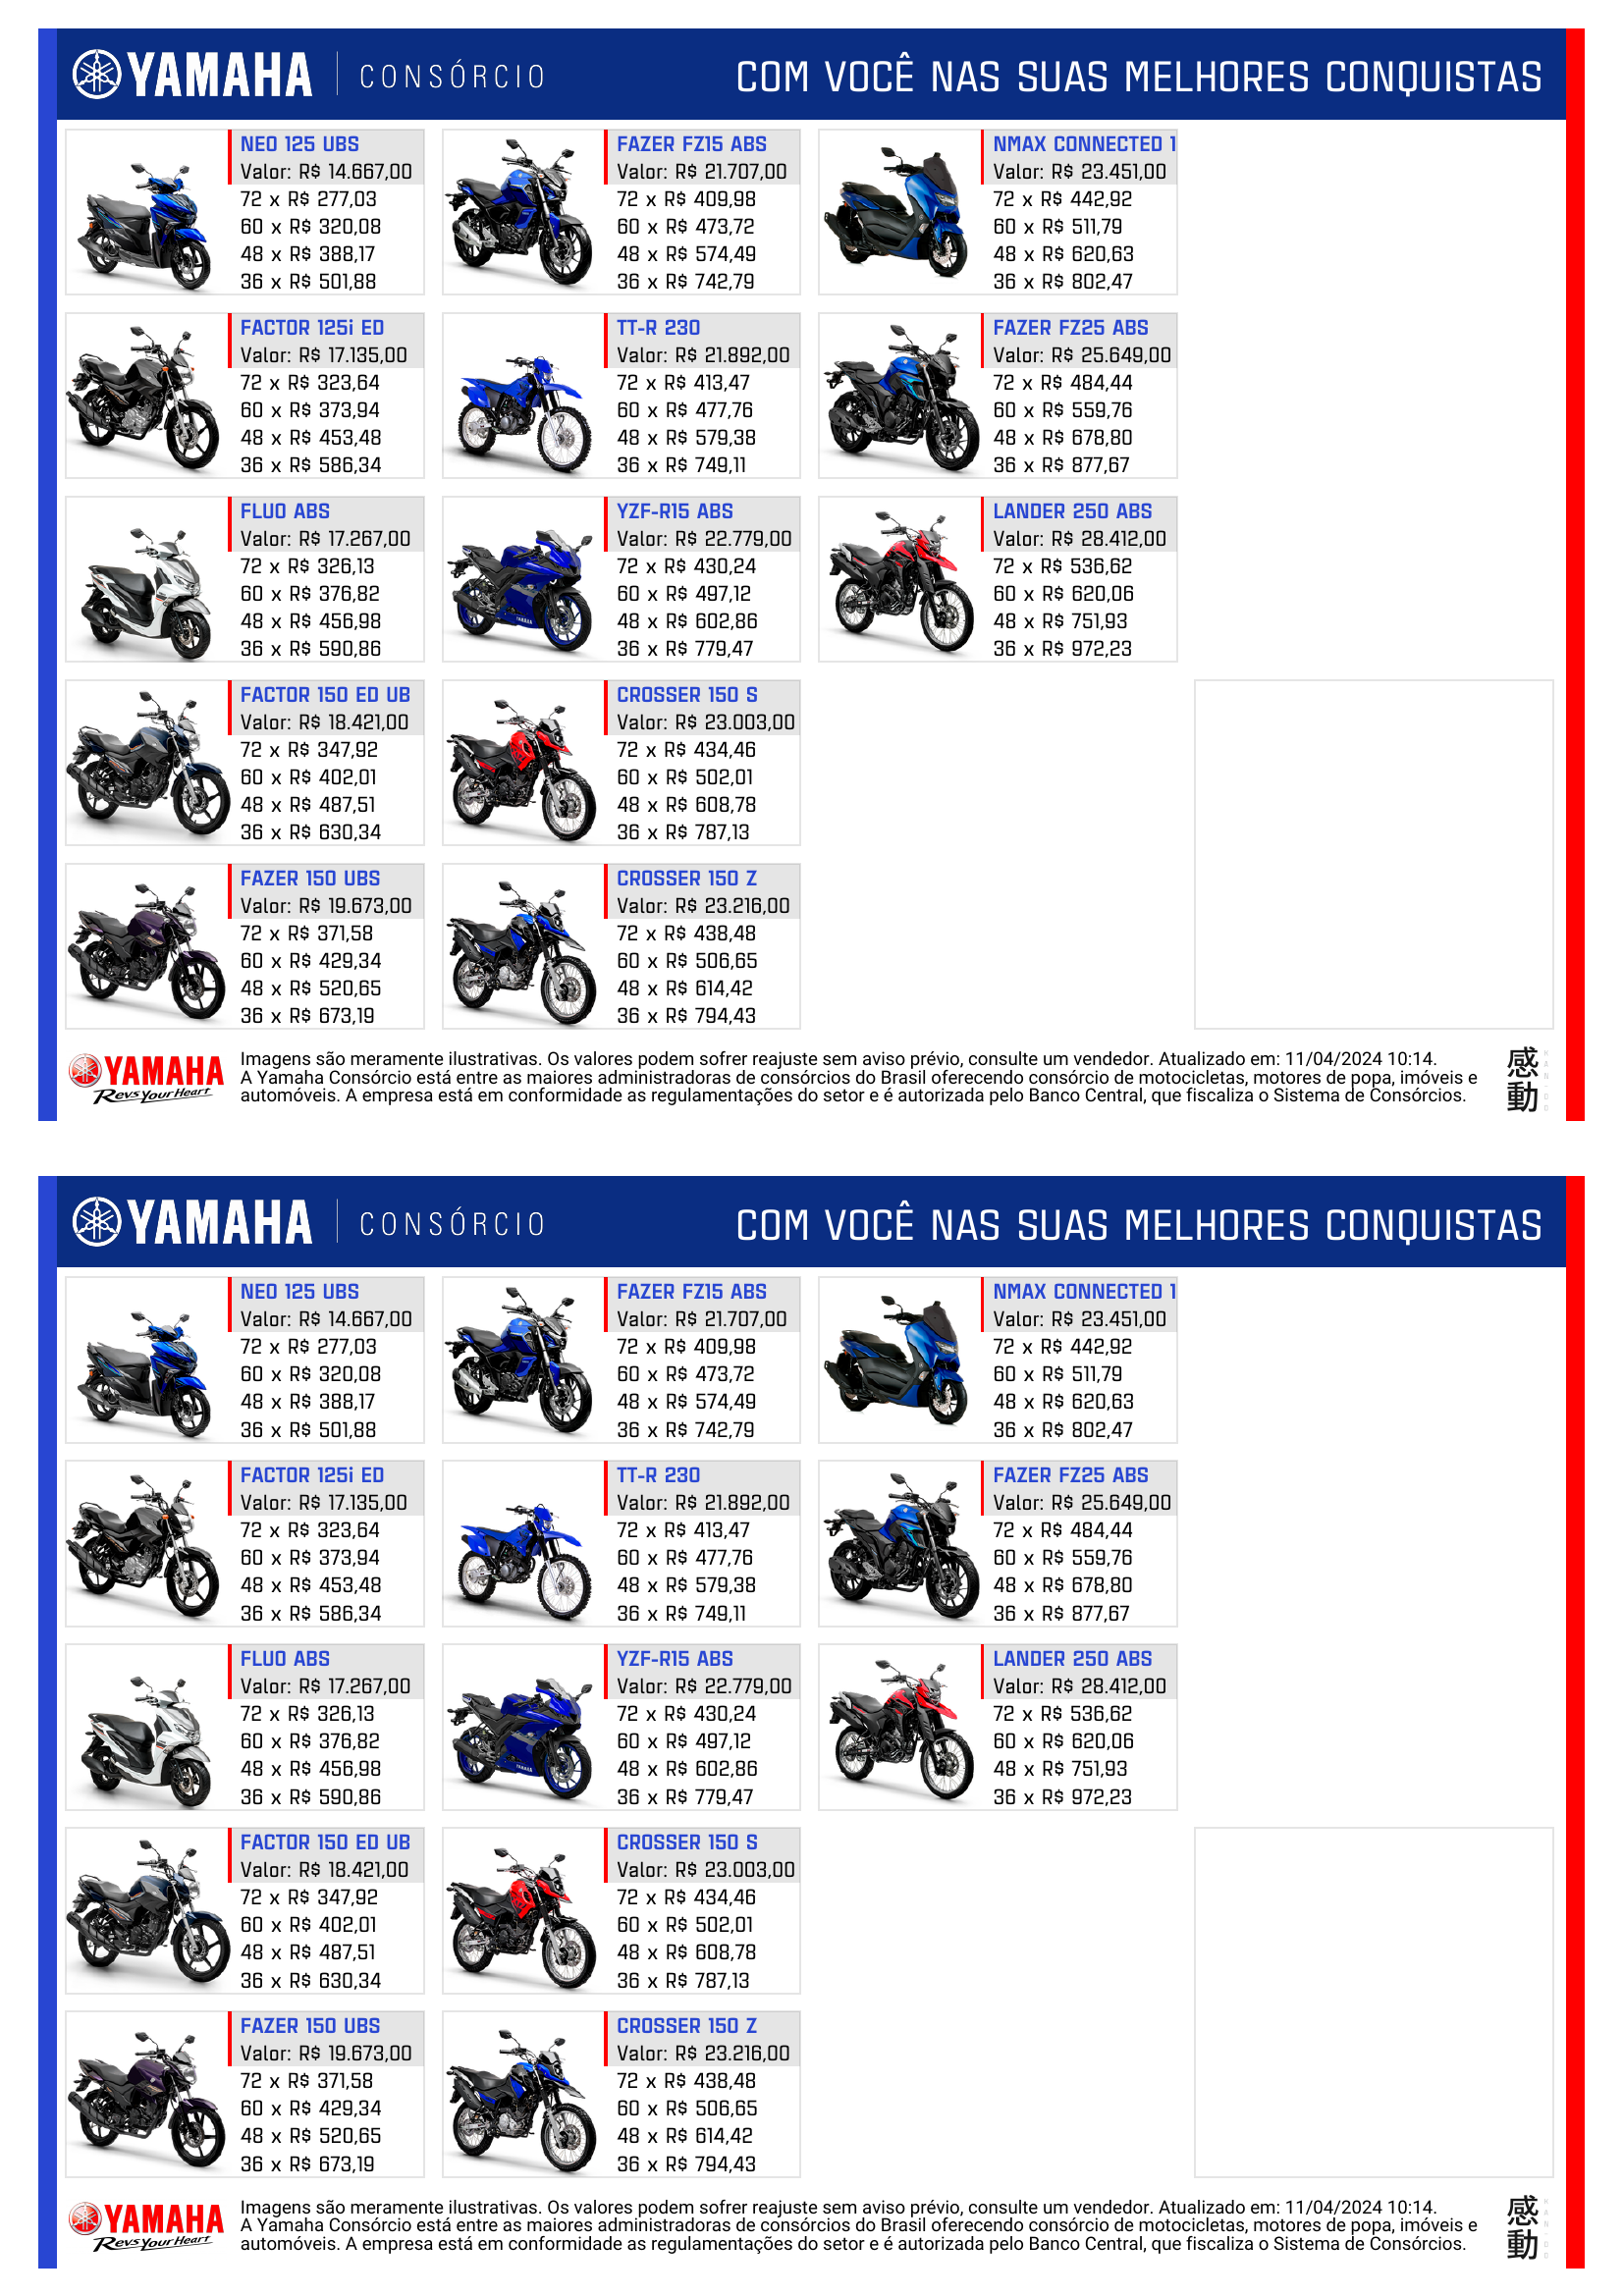 YAMAHA | CONSÓRCIO
COM VOCÊ NAS SUAS MELHORES CONQUISTAS
NEO 125 UBS
Valor: R$ 14.667,00
72 x R$ 277,03
60 x R$ 320,08
48 x R$ 388,17
36 x R$ 501,88
FACTOR 125i ED
Valor: R$ 17.135,00
72 x R$ 323,64
60 x R$ 373,94
48 x R$ 453,48
36 x R$ 586,34
FLUO ABS
Valor: R$ 17.267,00
72 x R$ 326,13
60 x R$ 376,82
48 x R$ 456,98
36 x R$ 590,86
FACTOR 150 ED UB
Valor: R$ 18.421,00
72 x R$ 347,92
60 x R$ 402,01
48 x R$ 487,51
36 x R$ 630,34
FAZER 150 UBS
Valor: R$ 19.673,00
72 x R$ 371,58
60 x R$ 429,34
48 x R$ 520,65
36 x R$ 673,19
FAZER FZ15 ABS
Valor: R$ 21.707,00
72 x R$ 409,98
60 x R$ 473,72
48 x R$ 574,49
36 x R$ 742,79
TT-R 230
Valor: R$ 21.892,00
72 x R$ 413,47
60 x R$ 477,76
48 x R$ 579,38
36 x R$ 749,11
YZF-R15 ABS
Valor: R$ 22.779,00
72 x R$ 430,24
60 x R$ 497,12
48 x R$ 602,86
36 x R$ 779,47
CROSSER 150 S
Valor: R$ 23.003,00
72 x R$ 434,46
60 x R$ 502,01
48 x R$ 608,78
36 x R$ 787,13
CROSSER 150 Z
Valor: R$ 23.216,00
72 x R$ 438,48
60 x R$ 506,65
48 x R$ 614,42
36 x R$ 794,43
NMAX CONNECTED 1
Valor: R$ 23.451,00
72 x R$ 442,92
60 x R$ 511,79
48 x R$ 620,63
36 x R$ 802,47
FAZER FZ25 ABS
Valor: R$ 25.649,00
72 x R$ 484,44
60 x R$ 559,76
48 x R$ 678,80
36 x R$ 877,67
LANDER 250 ABS
Valor: R$ 28.412,00
72 x R$ 536,62
60 x R$ 620,06
48 x R$ 751,93
36 x R$ 972,23
YAMAHA
Revs Your Heart
Imagens são meramente ilustrativas. Os valores podem sofrer reajuste sem aviso prévio, consulte um vendedor. Atualizado em: 11/04/2024 10:14.
A Yamaha Consórcio está entre as maiores administradoras de consórcios do Brasil oferecendo consórcio de motocicletas, motores de popa, imóveis e
automóveis. A empresa está em conformidade as regulamentações do setor e é autorizada pelo Banco Central, que fiscaliza o Sistema de Consórcios.
感動
YAMAHA | CONSÓRCIO
COM VOCÊ NAS SUAS MELHORES CONQUISTAS
NEO 125 UBS
Valor: R$ 14.667,00
72 x R$ 277,03
60 x R$ 320,08
48 x R$ 388,17
36 x R$ 501,88
FACTOR 125i ED
Valor: R$ 17.135,00
72 x R$ 323,64
60 x R$ 373,94
48 x R$ 453,48
36 x R$ 586,34
FLUO ABS
Valor: R$ 17.267,00
72 x R$ 326,13
60 x R$ 376,82
48 x R$ 456,98
36 x R$ 590,86
FACTOR 150 ED UB
Valor: R$ 18.421,00
72 x R$ 347,92
60 x R$ 402,01
48 x R$ 487,51
36 x R$ 630,34
FAZER 150 UBS
Valor: R$ 19.673,00
72 x R$ 371,58
60 x R$ 429,34
48 x R$ 520,65
36 x R$ 673,19
FAZER FZ15 ABS
Valor: R$ 21.707,00
72 x R$ 409,98
60 x R$ 473,72
48 x R$ 574,49
36 x R$ 742,79
TT-R 230
Valor: R$ 21.892,00
72 x R$ 413,47
60 x R$ 477,76
48 x R$ 579,38
36 x R$ 749,11
YZF-R15 ABS
Valor: R$ 22.779,00
72 x R$ 430,24
60 x R$ 497,12
48 x R$ 602,86
36 x R$ 779,47
CROSSER 150 S
Valor: R$ 23.003,00
72 x R$ 434,46
60 x R$ 502,01
48 x R$ 608,78
36 x R$ 787,13
CROSSER 150 Z
Valor: R$ 23.216,00
72 x R$ 438,48
60 x R$ 506,65
48 x R$ 614,42
36 x R$ 794,43
NMAX CONNECTED 1
Valor: R$ 23.451,00
72 x R$ 442,92
60 x R$ 511,79
48 x R$ 620,63
36 x R$ 802,47
FAZER FZ25 ABS
Valor: R$ 25.649,00
72 x R$ 484,44
60 x R$ 559,76
48 x R$ 678,80
36 x R$ 877,67
LANDER 250 ABS
Valor: R$ 28.412,00
72 x R$ 536,62
60 x R$ 620,06
48 x R$ 751,93
36 x R$ 972,23
YAMAHA
Revs Your Heart
Imagens são meramente ilustrativas. Os valores podem sofrer reajuste sem aviso prévio, consulte um vendedor. Atualizado em: 11/04/2024 10:14.
A Yamaha Consórcio está entre as maiores administradoras de consórcios do Brasil oferecendo consórcio de motocicletas, motores de popa, imóveis e
automóveis. A empresa está em conformidade as regulamentações do setor e é autorizada pelo Banco Central, que fiscaliza o Sistema de Consórcios.
感動